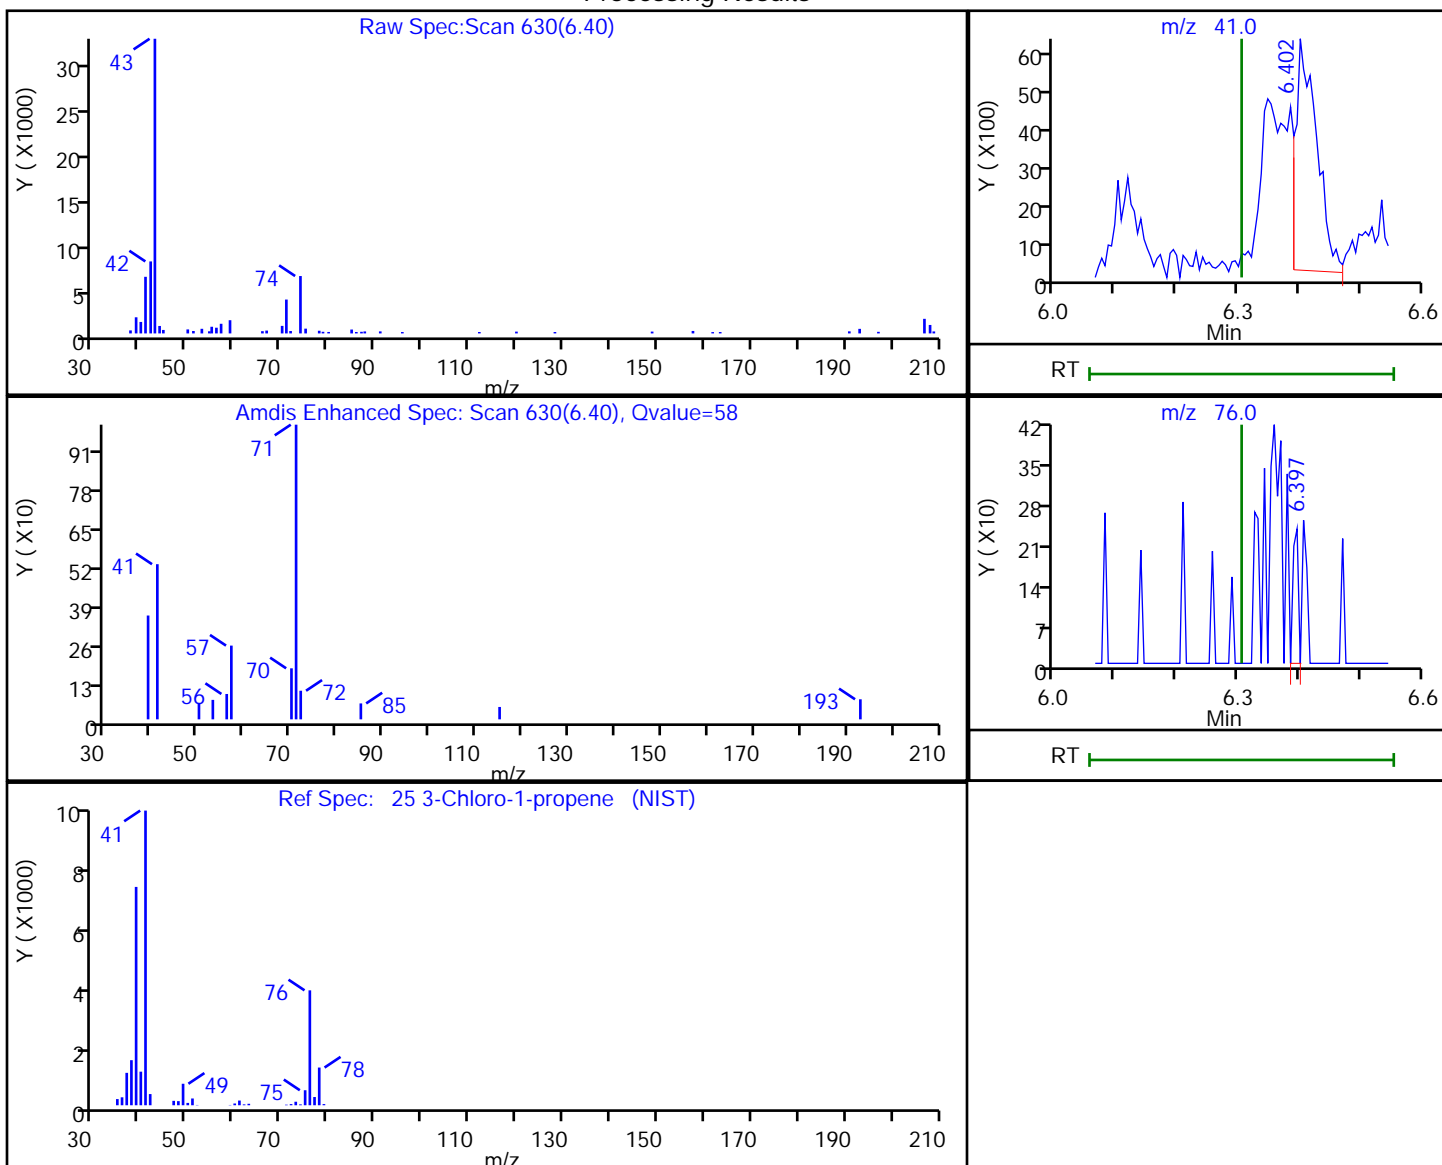 Raw Spec:Scan 630(6.40)
Y ( X1000)
30
25
20
15
10
5
0
43
42
74
30 50 70 90 110 130 150 170 190 210
m/z
m/z 41.0
Y ( X100)
60
50
40
30
20
10
0
6.402
6.0 6.3 6.6
Min
RT
Amdis Enhanced Spec: Scan 630(6.40), Qvalue=58
Y ( X10)
91
78
65
52
39
26
13
0
71
41
57
70
56
72
85
193
30 50 70 90 110 130 150 170 190 210
m/z
m/z 76.0
Y ( X10)
42
35
28
21
14
7
0
6.397
6.0 6.3 6.6
Min
RT
Ref Spec: 25 3-Chloro-1-propene (NIST)
Y ( X1000)
10
8
6
4
2
0
41
76
49
75
78
30 50 70 90 110 130 150 170 190 210
m/z